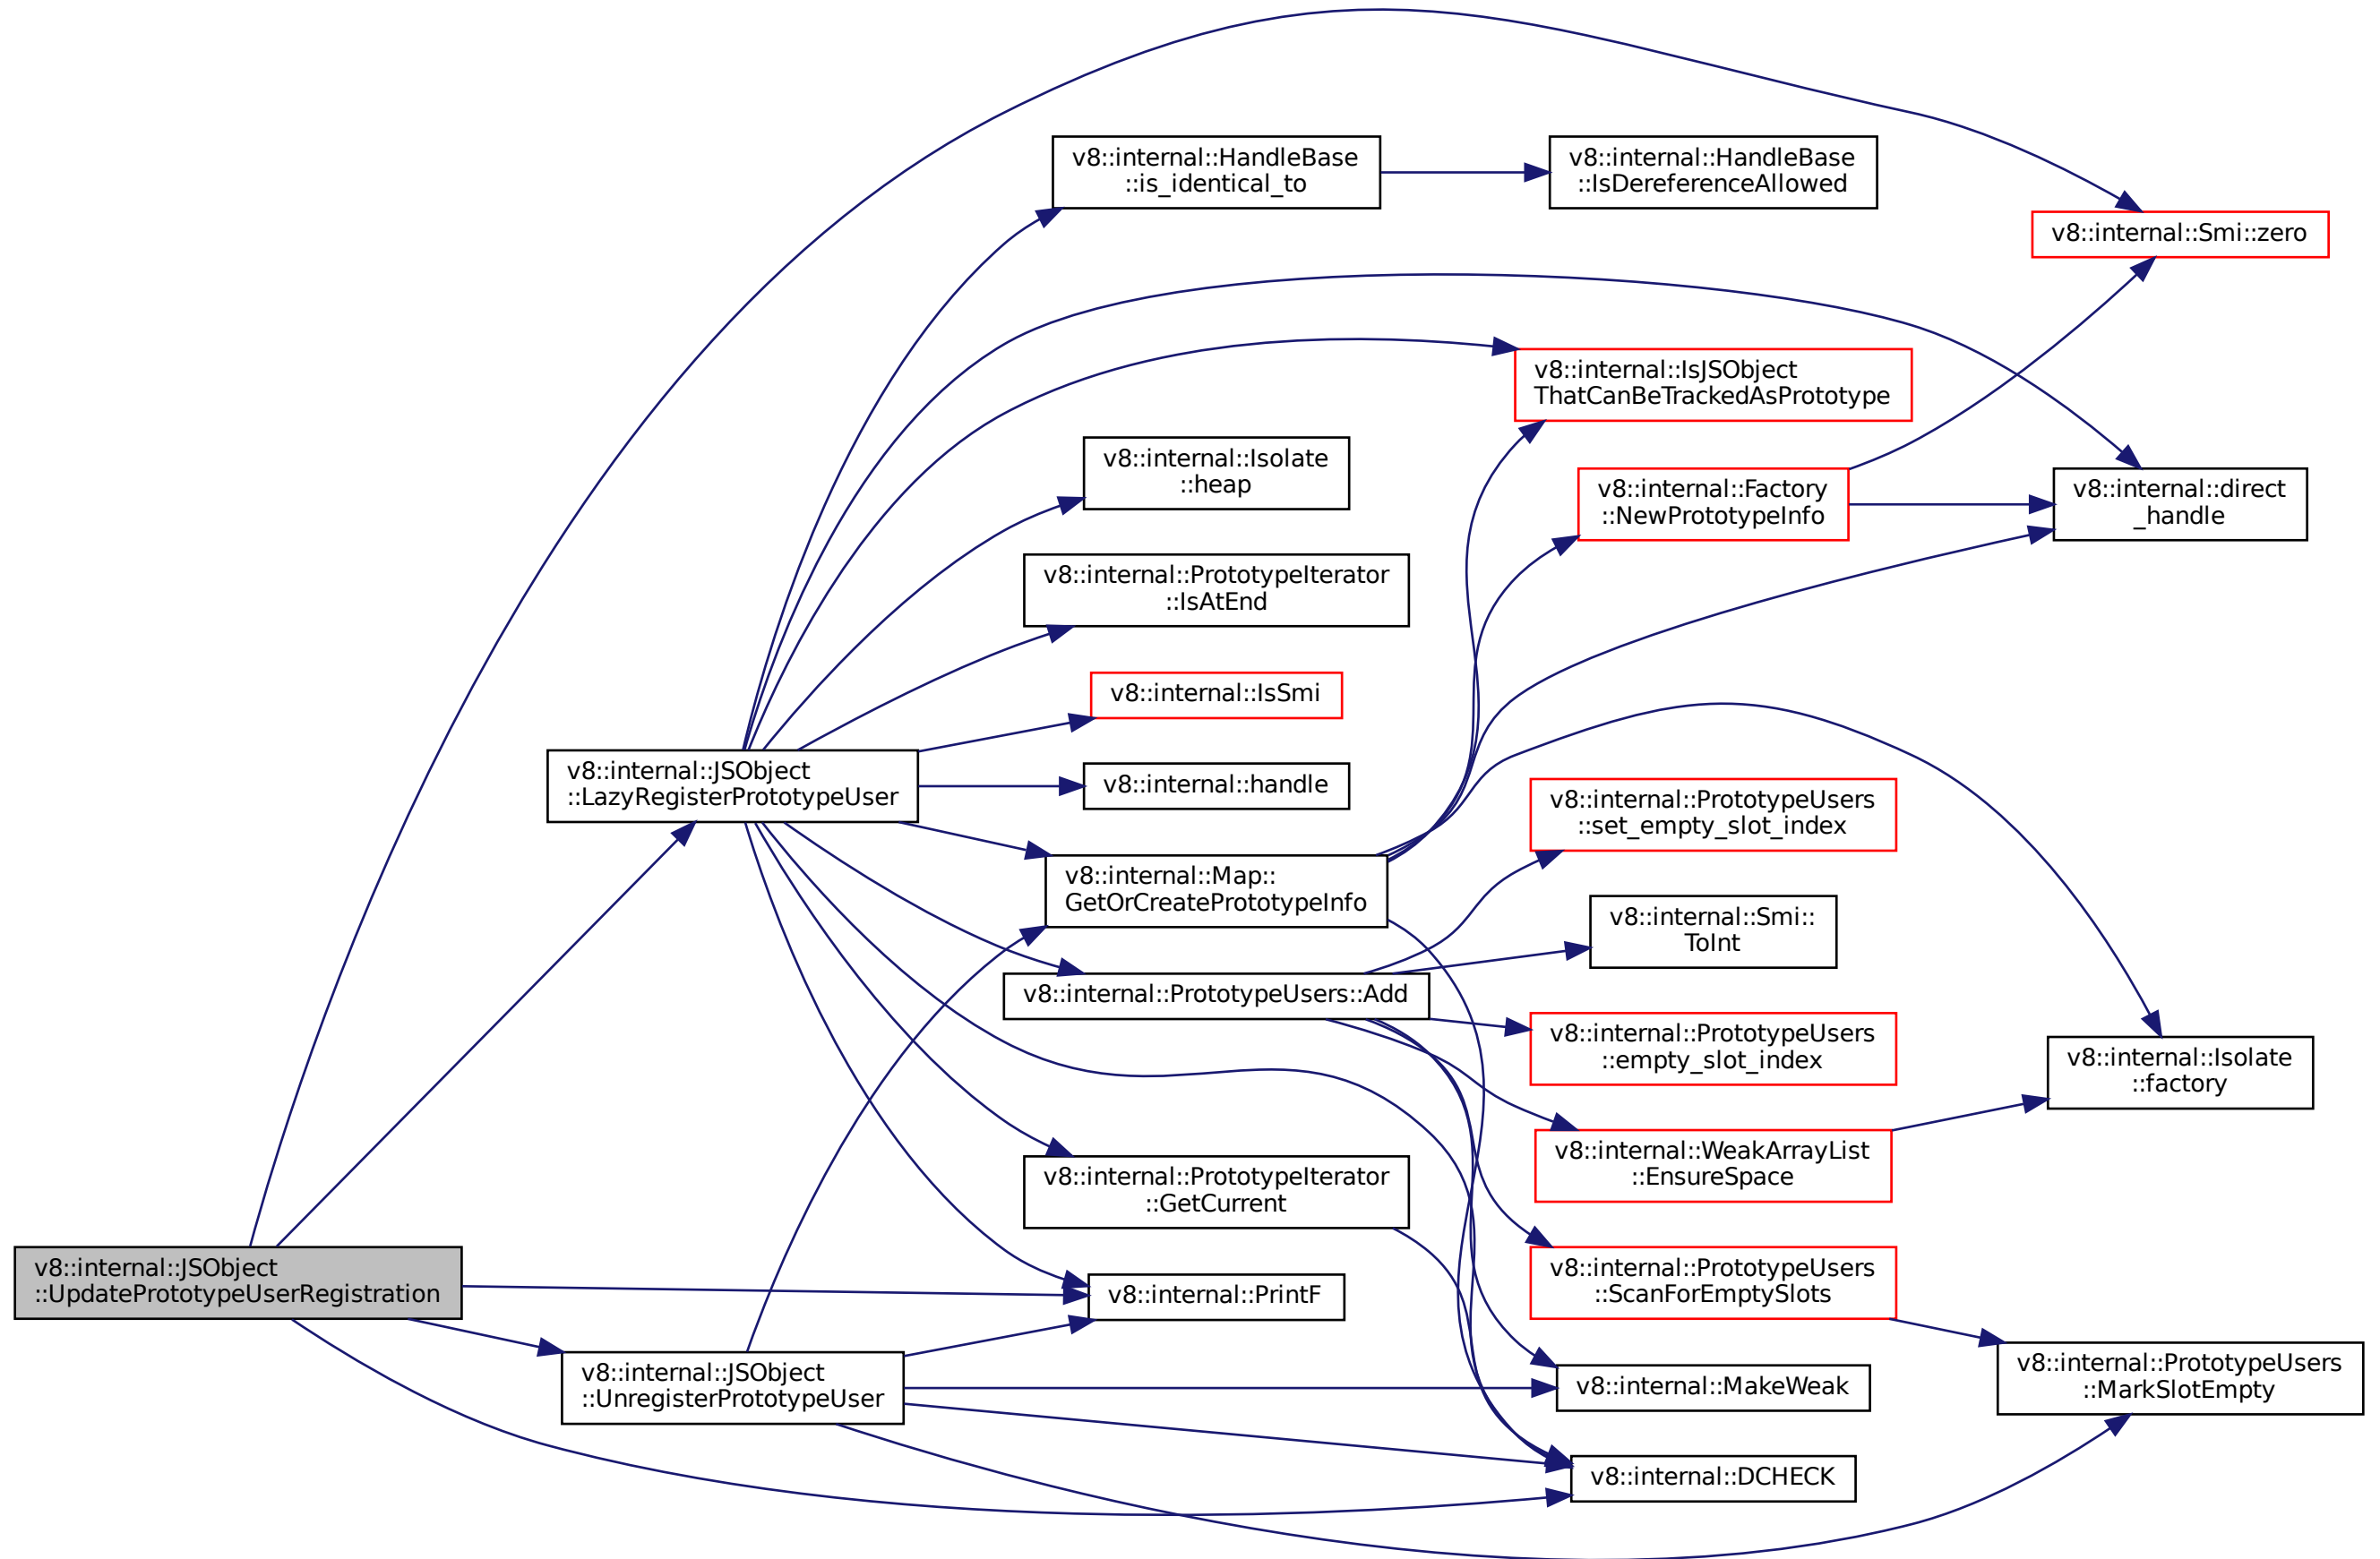 v8::internal::HandleBase
::is_identical_to
v8::internal::HandleBase
::IsDereferenceAllowed
v8::internal::Smi::zero
v8::internal::IsJSObject
ThatCanBeTrackedAsPrototype
v8::internal::Isolate
::heap
v8::internal::Factory
::NewPrototypeInfo
v8::internal::direct
_handle
v8::internal::PrototypeIterator
::IsAtEnd
v8::internal::IsSmi
v8::internal::JSObject
::LazyRegisterPrototypeUser
v8::internal::handle
v8::internal::PrototypeUsers
::set_empty_slot_index
v8::internal::Map::
GetOrCreatePrototypeInfo
v8::internal::Smi::
ToInt
v8::internal::PrototypeUsers::Add
v8::internal::PrototypeUsers
::empty_slot_index
v8::internal::Isolate
::factory
v8::internal::WeakArrayList
::EnsureSpace
v8::internal::PrototypeIterator
::GetCurrent
v8::internal::JSObject
::UpdatePrototypeUserRegistration
v8::internal::PrintF
v8::internal::PrototypeUsers
::ScanForEmptySlots
v8::internal::JSObject
::UnregisterPrototypeUser
v8::internal::MakeWeak
v8::internal::PrototypeUsers
::MarkSlotEmpty
v8::internal::DCHECK